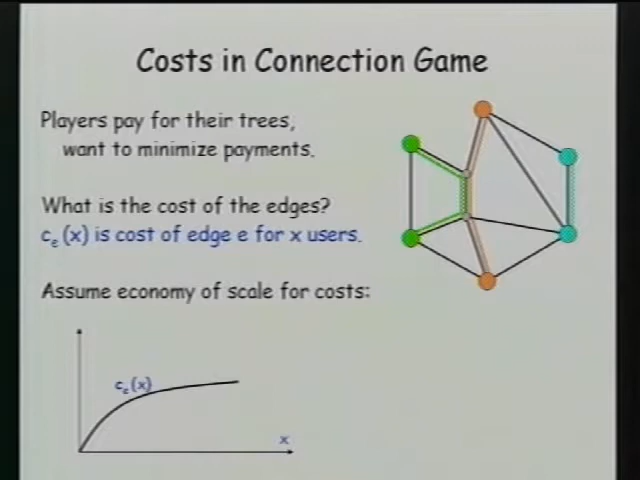 Costs in Connection Game
Players pay for their trees,
want to minimize payments.
What is the cost of the edges?
cₑ(x) is cost of edge e for x users.
Assume economy of scale for costs:
cₑ(x)
x